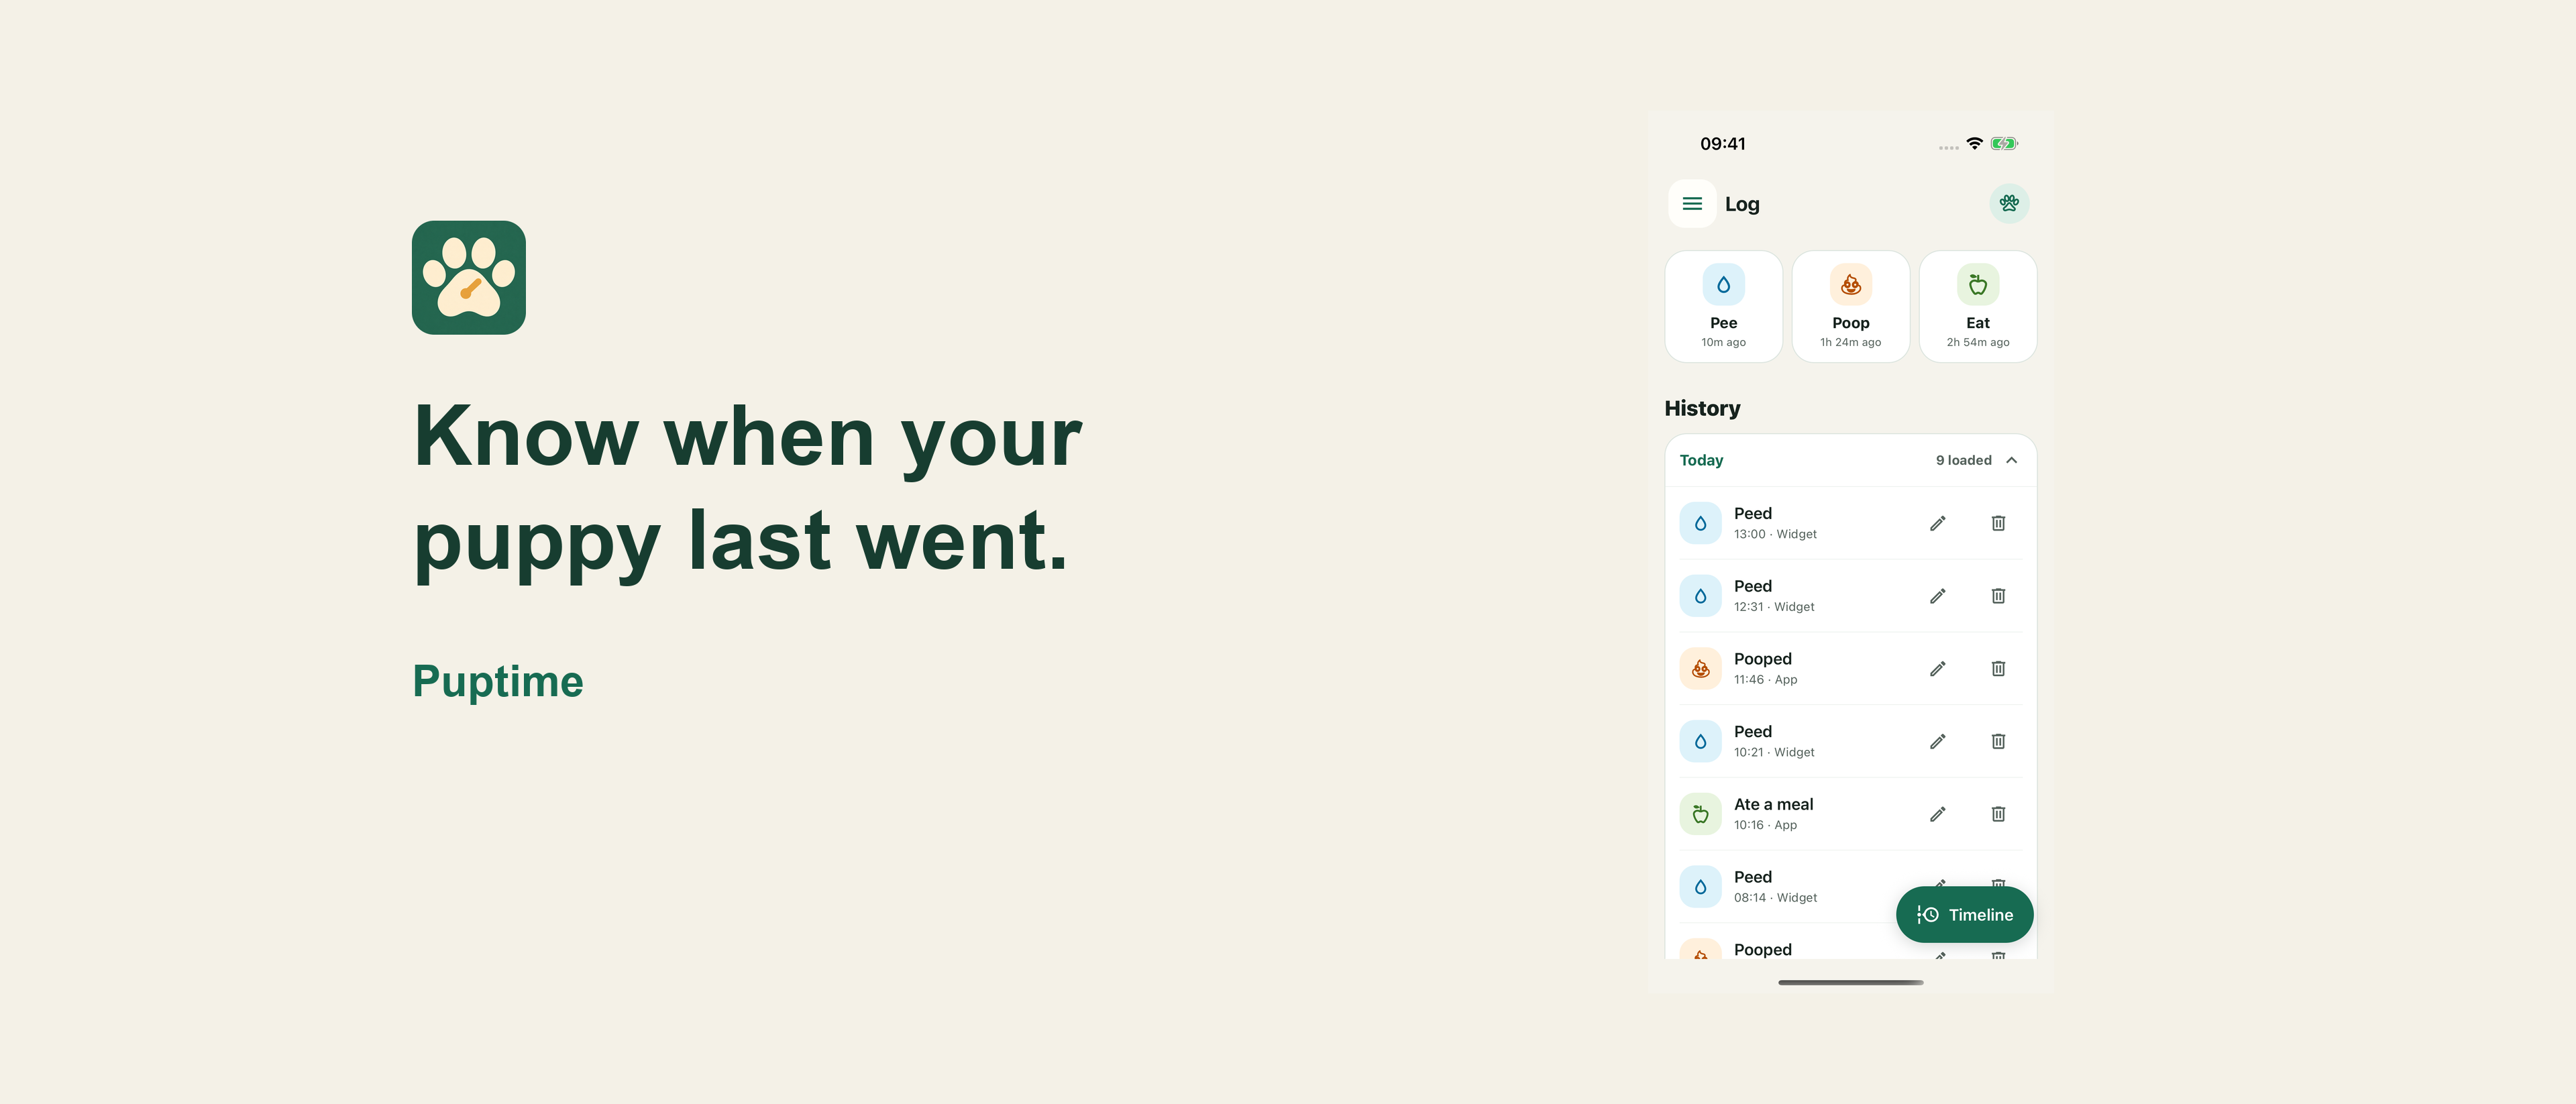 Know when your
puppy last went.
Puptime
09:41
Log
Pee
10m ago
Poop
1h 24m ago
Eat
2h 54m ago
History
Today
9 loaded
Peed
13:00 · Widget
Peed
12:31 · Widget
Pooped
11:46 · App
Peed
10:21 · Widget
Ate a meal
10:16 · App
Peed
08:14 · Widget
Timeline
Pooped